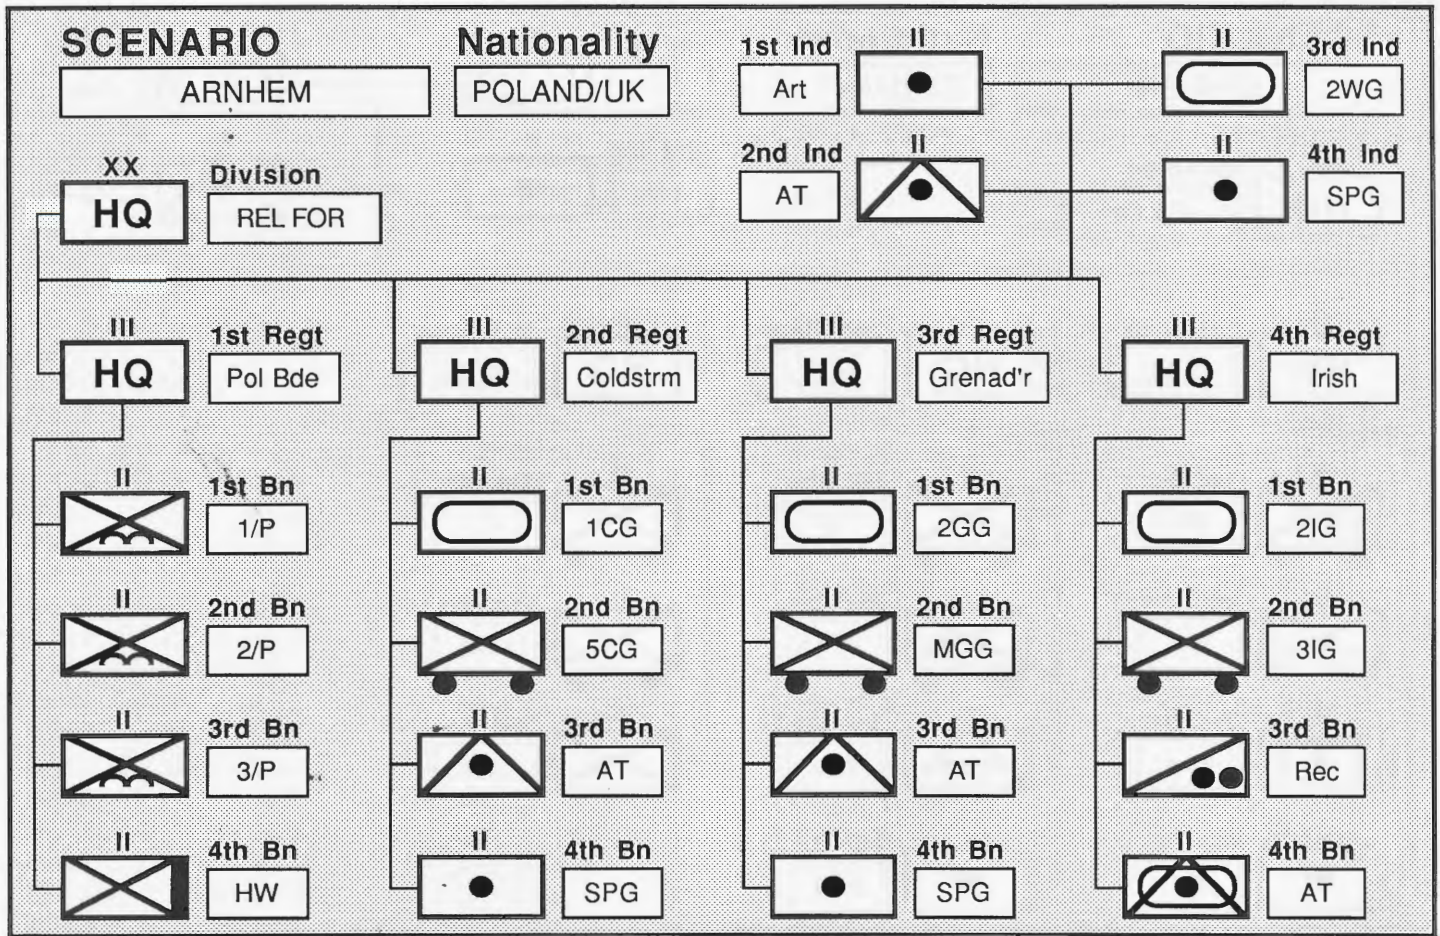 SCENARIO
ARNHEM
Nationality
POLAND/UK
XX
HQ
Division
REL FOR
1st Ind
Art
II
II
3rd Ind
2WG
2nd Ind
AT
II
II
4th Ind
SPG
III
HQ
1st Regt
Pol Bde
III
HQ
2nd Regt
Coldstrm
III
HQ
3rd Regt
Grenad'r
III
HQ
4th Regt
Irish
II
1st Bn
1/P
II
1st Bn
1CG
II
1st Bn
2GG
II
1st Bn
2IG
II
2nd Bn
2/P
II
2nd Bn
5CG
II
2nd Bn
MGG
II
2nd Bn
3IG
II
3rd Bn
3/P
II
3rd Bn
AT
II
3rd Bn
AT
II
3rd Bn
Rec
II
4th Bn
HW
II
4th Bn
SPG
II
4th Bn
SPG
II
4th Bn
AT